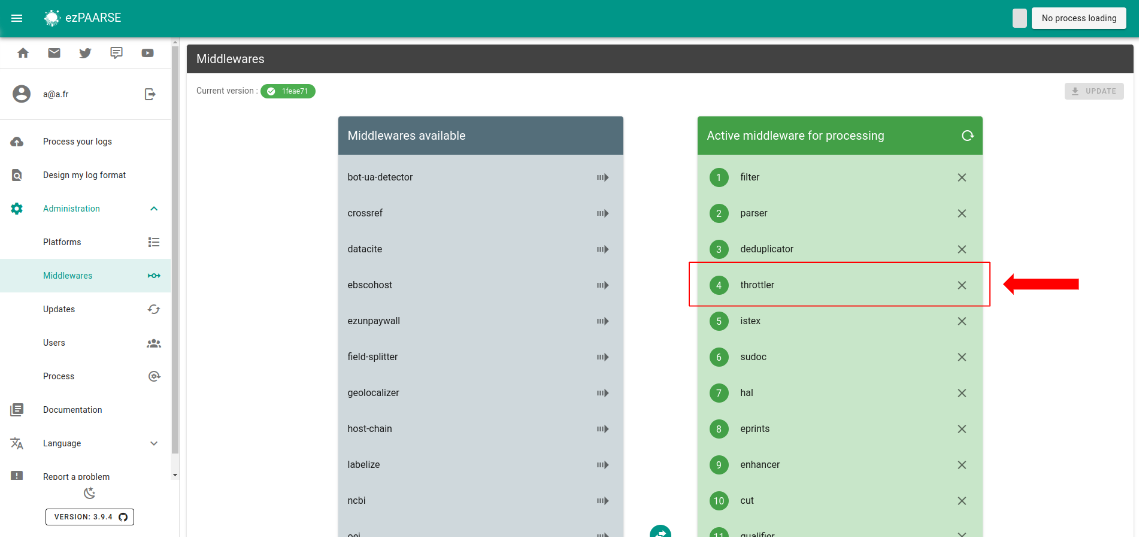 ezPAARSE
No process loading
a@a.fr
Process your logs
Design my log format
Administration
Platforms
Middlewares
Updates
Users
Process
Documentation
Language
Report a problem
VERSION: 3.9.4
Middlewares
Current version : 1feae71
UPDATE
Middlewares available
bot-ua-detector
crossref
datacite
ebscohost
ezunpaywall
field-splitter
geolocalizer
host-chain
labelize
ncbi
Active middleware for processing
1 filter
2 parser
3 deduplicator
4 throttler
5 istex
6 sudoc
7 hal
8 eprints
9 enhancer
10 cut
11 qualifier